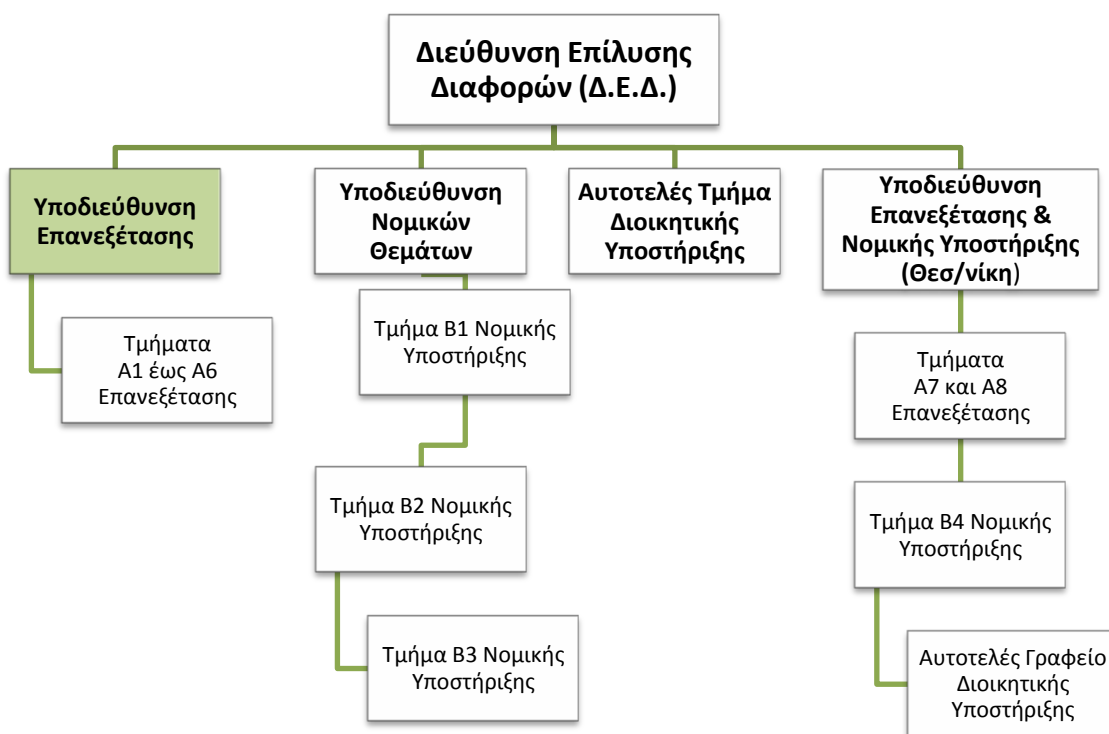 Διεύθυνση Επίλυσης
Διαφορών (Δ.Ε.Δ.)
Υποδιεύθυνση
Επανεξέτασης
Υποδιεύθυνση
Νομικών
Θεμάτων
Αυτοτελές Τμήμα
Διοικητικής
Υποστήριξης
Υποδιεύθυνση
Επανεξέτασης &
Νομικής Υποστήριξης
(Θεσ/νίκη)
Τμήματα
Α1 έως Α6
Επανεξέτασης
Τμήμα Β1 Νομικής
Υποστήριξης
Τμήματα
Α7 και Α8
Επανεξέτασης
Τμήμα Β2 Νομικής
Υποστήριξης
Τμήμα Β4 Νομικής
Υποστήριξης
Τμήμα Β3 Νομικής
Υποστήριξης
Αυτοτελές Γραφείο
Διοικητικής
Υποστήριξης